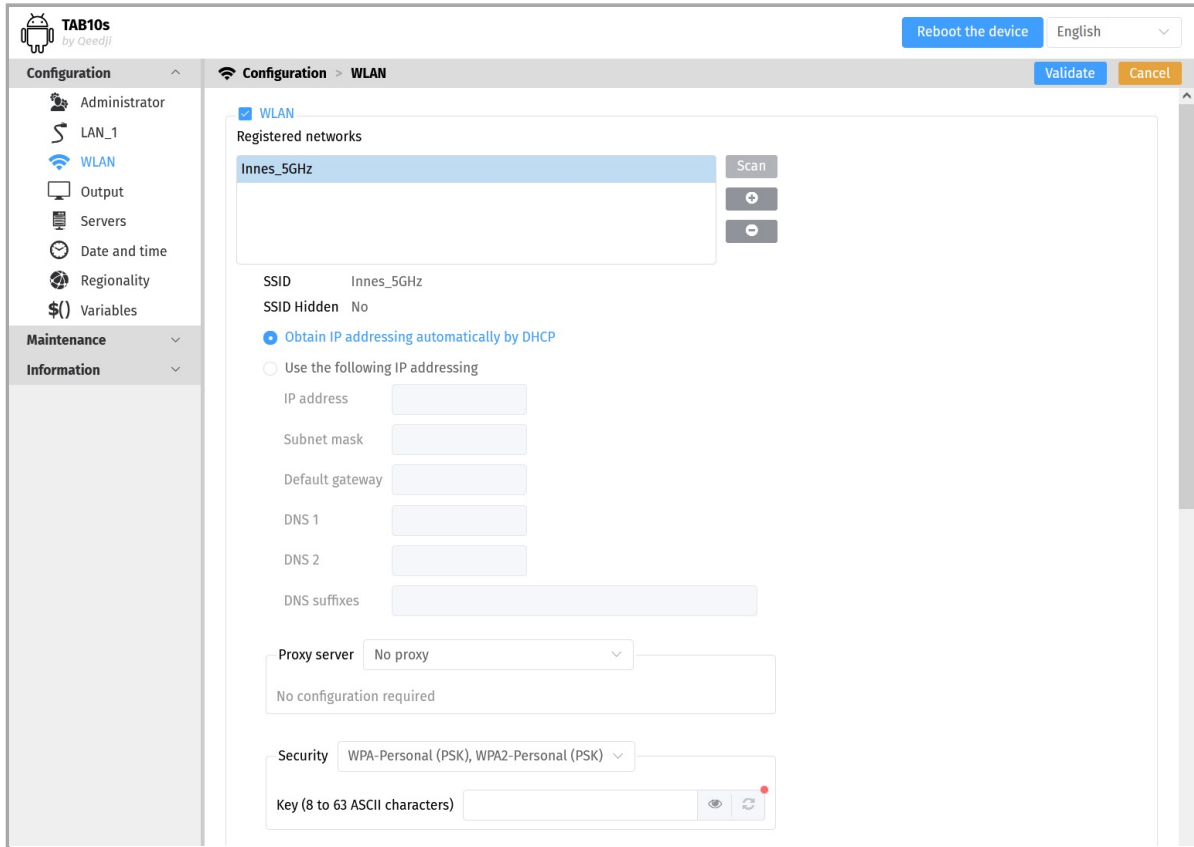 TAB10s
by Qeedji
Reboot the device
English
Configuration
Administrator
LAN_1
WLAN
Output
Servers
Date and time
Regionality
$() Variables
Maintenance
Information
Configuration > WLAN
Validate
Cancel
WLAN
Registered networks
Innes_5GHz
Scan
SSID Innes_5GHz
SSID Hidden No
Obtain IP addressing automatically by DHCP
Use the following IP addressing
IP address
Subnet mask
Default gateway
DNS 1
DNS 2
DNS suffixes
Proxy server No proxy
No configuration required
Security WPA-Personal (PSK), WPA2-Personal (PSK)
Key (8 to 63 ASCII characters)